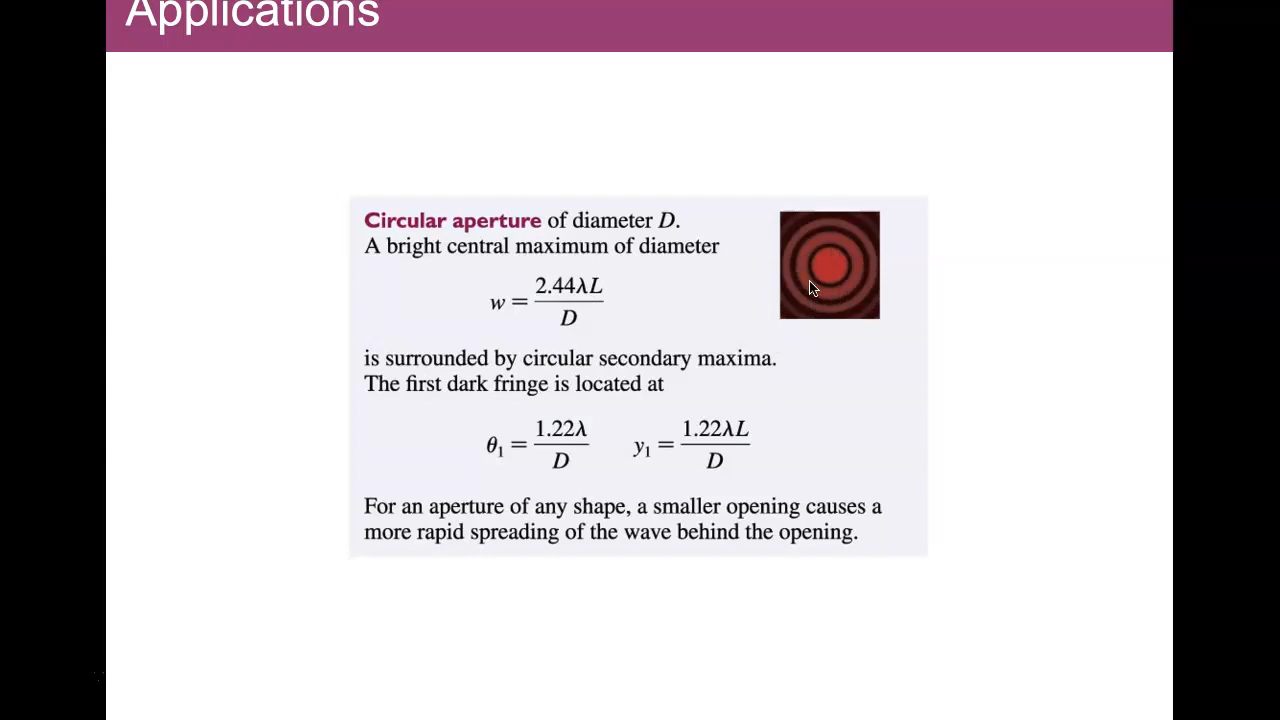 Applications
Circular aperture of diameter D.
A bright central maximum of diameter
w = 2.44λL / D
is surrounded by circular secondary maxima.
The first dark fringe is located at
θ₁ = 1.22λ / D    y₁ = 1.22λL / D
For an aperture of any shape, a smaller opening causes a
more rapid spreading of the wave behind the opening.